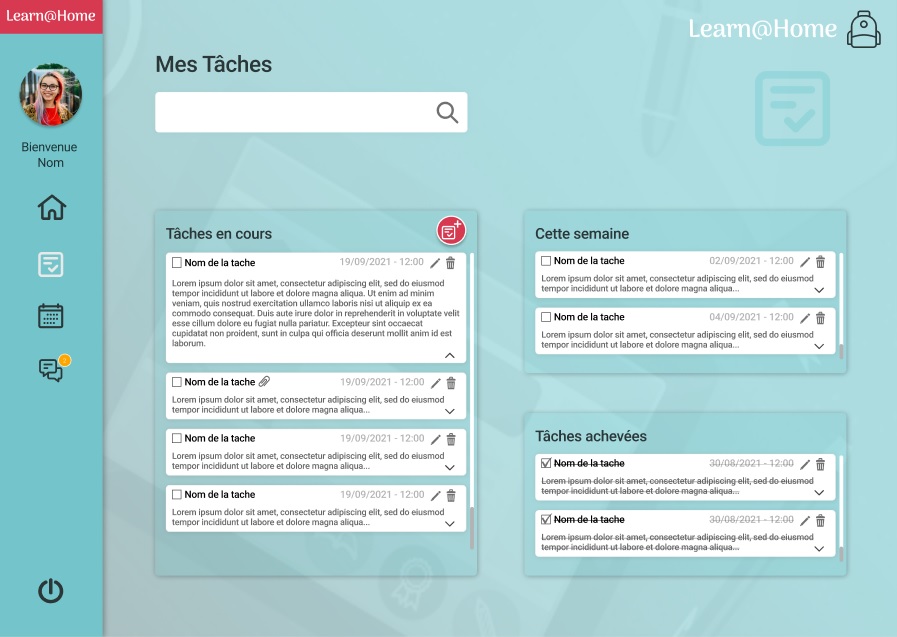 Learn@Home
Learn@Home
Mes Tâches
Bienvenue
Nom
Tâches en cours
Nom de la tache 19/09/2021 - 12:00
Lorem ipsum dolor sit amet, consectetur adipiscing elit, sed do eiusmod
tempor incididunt ut labore et dolore magna aliqua. Ut enim ad minim
veniam, quis nostrud exercitation ullamco laboris nisi ut aliquip ex ea
commodo consequat. Duis aute irure dolor in reprehenderit in voluptate velit
esse cillum dolore eu fugiat nulla pariatur. Excepteur sint occaecat
cupidatat non proident, sunt in culpa qui officia deserunt mollit anim id est
laborum.
Nom de la tache 19/09/2021 - 12:00
Lorem ipsum dolor sit amet, consectetur adipiscing elit, sed do eiusmod
tempor incididunt ut labore et dolore magna aliqua...
Nom de la tache 19/09/2021 - 12:00
Lorem ipsum dolor sit amet, consectetur adipiscing elit, sed do eiusmod
tempor incididunt ut labore et dolore magna aliqua...
Nom de la tache 19/09/2021 - 12:00
Lorem ipsum dolor sit amet, consectetur adipiscing elit, sed do eiusmod
tempor incididunt ut labore et dolore magna aliqua...
Cette semaine
Nom de la tache 02/09/2021 - 12:00
Lorem ipsum dolor sit amet, consectetur adipiscing elit, sed do eiusmod
tempor incididunt ut labore et dolore magna aliqua...
Nom de la tache 04/09/2021 - 12:00
Lorem ipsum dolor sit amet, consectetur adipiscing elit, sed do eiusmod
tempor incididunt ut labore et dolore magna aliqua...
Tâches achevées
Nom de la tache 30/08/2021 - 12:00
Lorem ipsum dolor sit amet, consectetur adipiscing elit, sed do eiusmod
tempor incididunt ut labore et dolore magna aliqua...
Nom de la tache 30/08/2021 - 12:00
Lorem ipsum dolor sit amet, consectetur adipiscing elit, sed do eiusmod
tempor incididunt ut labore et dolore magna aliqua...